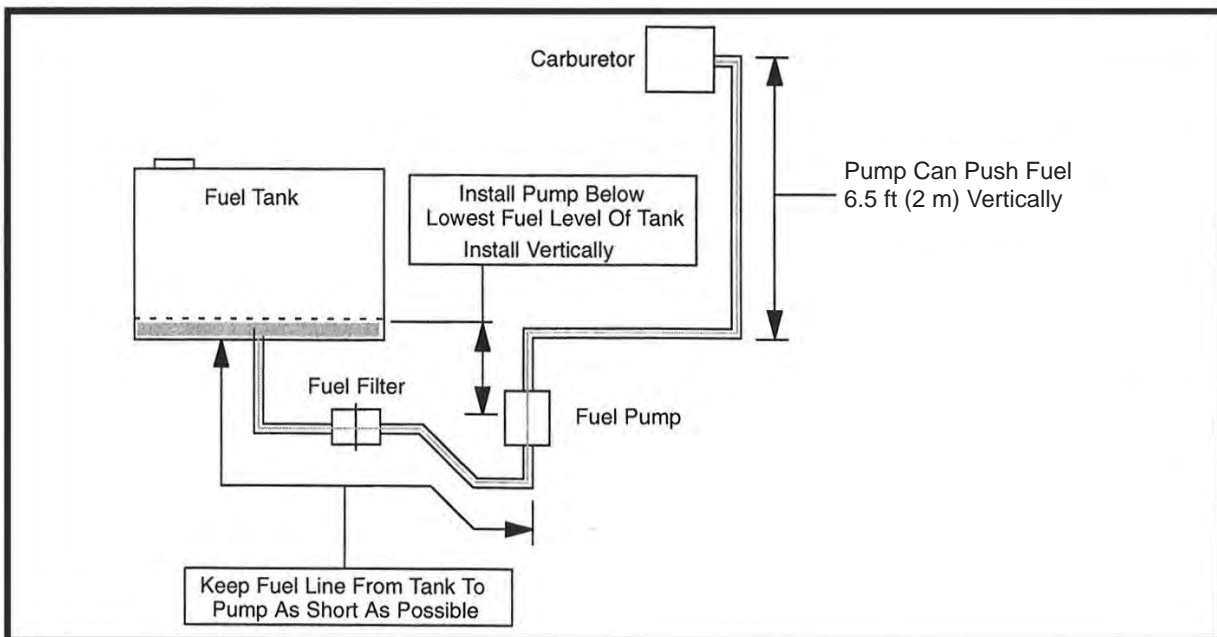 Carburetor
Pump Can Push Fuel
6.5 ft (2 m) Vertically
Fuel Tank
Install Pump Below
Lowest Fuel Level Of Tank
Install Vertically
Fuel Filter
Fuel Pump
Keep Fuel Line From Tank To
Pump As Short As Possible